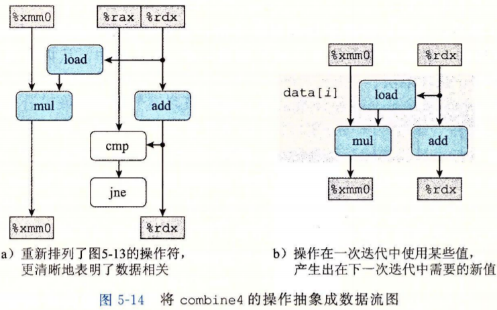 %xmm0 %rax %rdx
load
mul add
cmp
jne
%xmm0 %rdx
a）重新排列了图5-13的操作符，
更清晰地表明了数据相关
%xmm0 %rdx
data[i] load
mul add
%xmm0 %rdx
b）操作在一次迭代中使用某些值，
产生出在下一次迭代中需要的新值
图 5-14 将 combine4 的操作抽象成数据流图